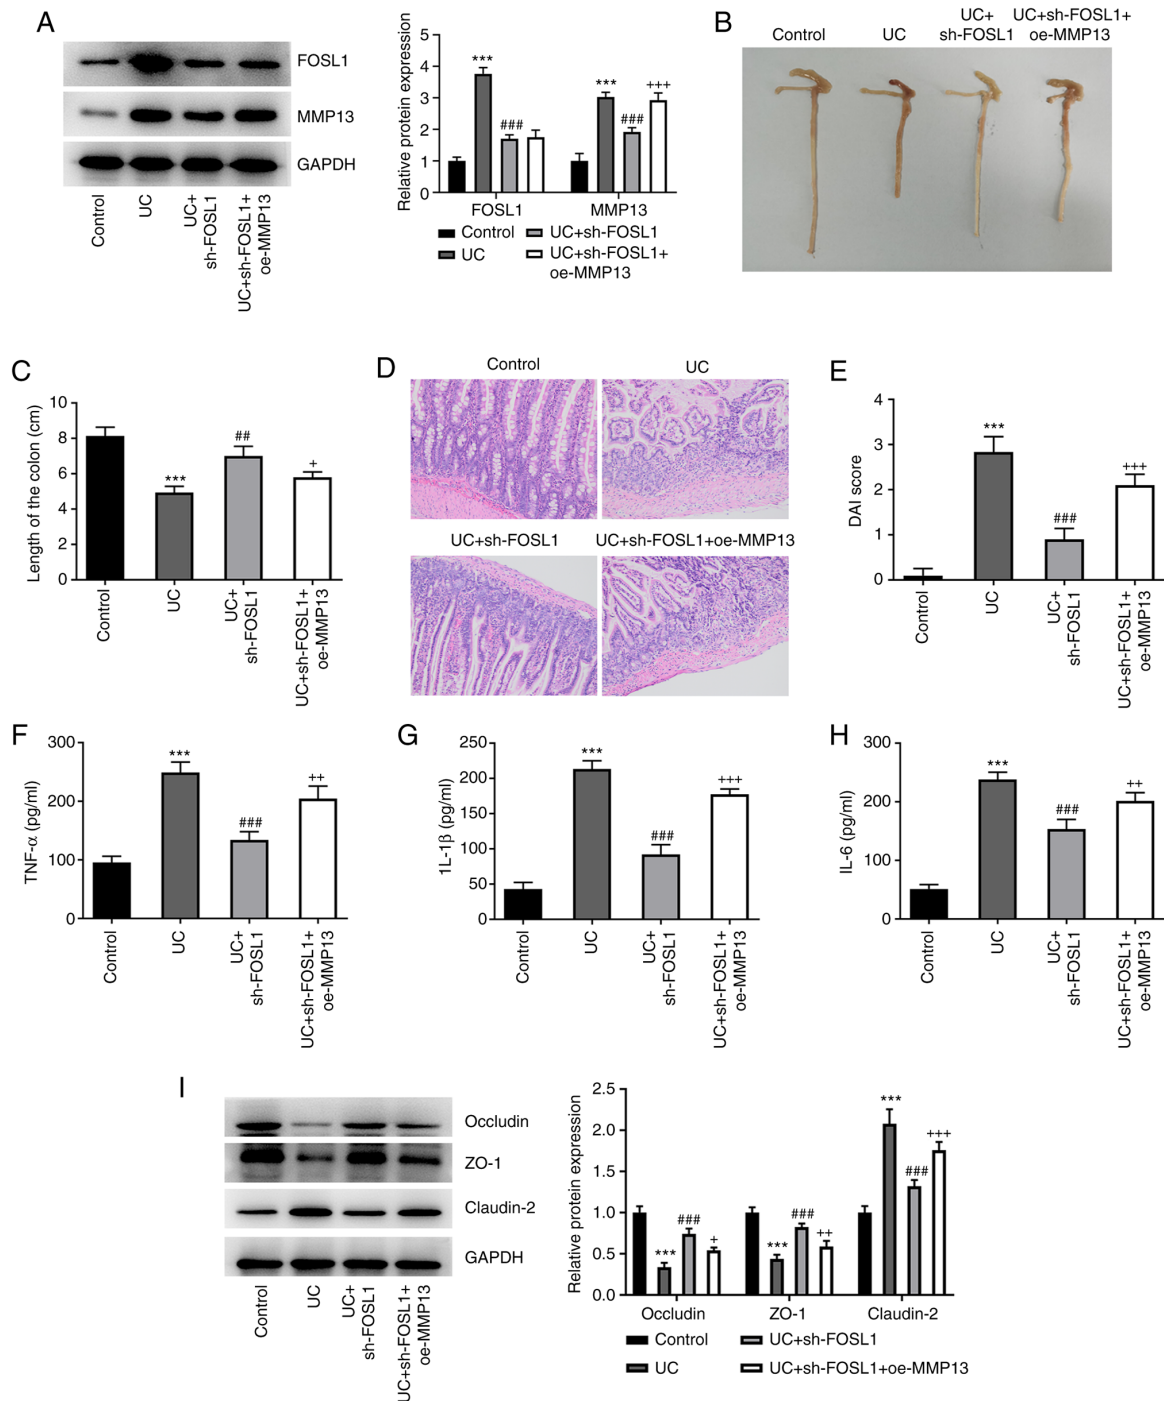 A
FOSL1
MMP13
GAPDH
Control
UC
UC+
sh-FOSL1
UC+sh-FOSL1+
oe-MMP13
Relative protein expression
5
4
3
2
1
0
***
###
***
###
+++
FOSL1
MMP13
Control
UC+sh-FOSL1
UC
UC+sh-FOSL1+
oe-MMP13
B
Control
UC
UC+
sh-FOSL1
UC+sh-FOSL1+
oe-MMP13
C
Length of the colon (cm)
10
8
6
4
2
0
***
##
+
Control
UC
UC+
sh-FOSL1
UC+sh-FOSL1+
oe-MMP13
D
Control
UC
UC+sh-FOSL1
UC+sh-FOSL1+oe-MMP13
E
DAI score
4
3
2
1
0
***
###
+++
Control
UC
UC+
sh-FOSL1
UC+sh-FOSL1+
oe-MMP13
F
TNF-α (pg/ml)
300
200
100
0
***
###
++
Control
UC
UC+
sh-FOSL1
UC+sh-FOSL1+
oe-MMP13
G
1L-1β (pg/ml)
250
200
150
100
50
0
***
###
+++
Control
UC
UC+
sh-FOSL1
UC+sh-FOSL1+
oe-MMP13
H
IL-6 (pg/ml)
300
200
100
0
***
###
++
Control
UC
UC+
sh-FOSL1
UC+sh-FOSL1+
oe-MMP13
I
Occludin
ZO-1
Claudin-2
GAPDH
Control
UC
UC+
sh-FOSL1
UC+sh-FOSL1+
oe-MMP13
Relative protein expression
2.5
2.0
1.5
1.0
0.5
0.0
***
###
+
***
###
++
***
###
+++
Occludin
ZO-1
Claudin-2
Control
UC+sh-FOSL1
UC
UC+sh-FOSL1+oe-MMP13